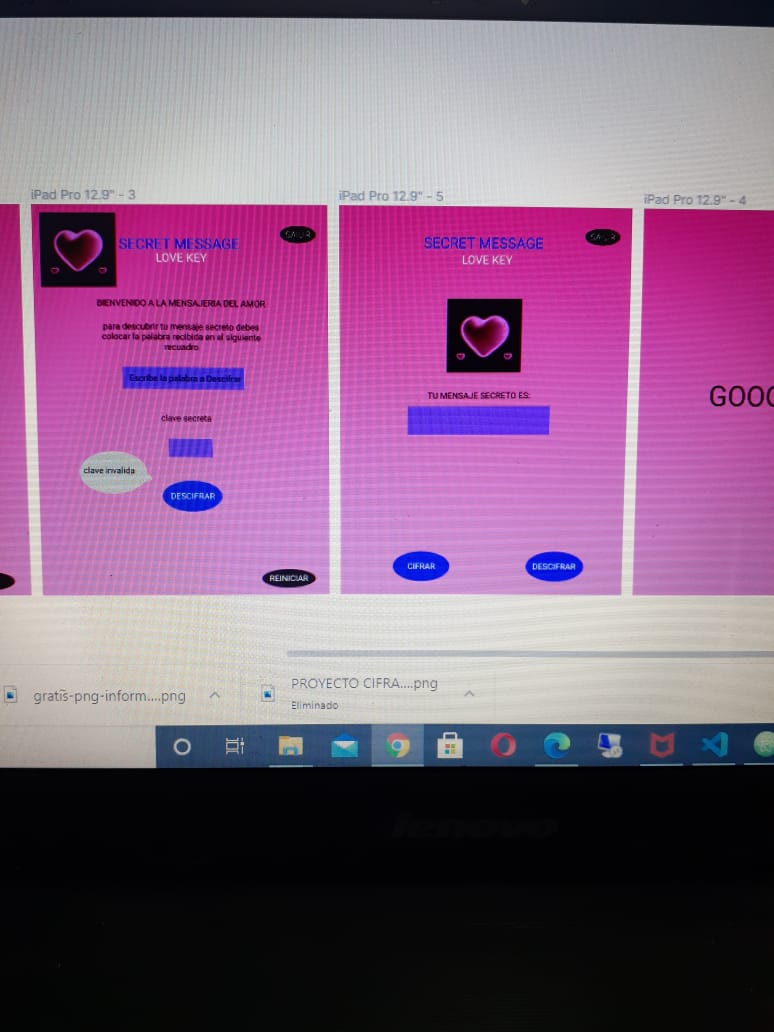 iPad Pro 12.9" - 3
SECRET MESSAGE
LOVE KEY
SALIR
BIENVENIDO A LA MENSAJERIA DEL AMOR
para descubrir tu mensaje secreto debes
colocar la palabra recibida en el siguiente
recuadro
Escribe la palabra a Descifrar
clave secreta
clave invalida
DESCIFRAR
REINICIAR
iPad Pro 12.9" - 5
SECRET MESSAGE
LOVE KEY
SALIR
TU MENSAJE SECRETO ES:
CIFRAR
DESCIFRAR
iPad Pro 12.9" - 4
gratis-png-inform....png
PROYECTO CIFRA....png
Eliminado
lenovo